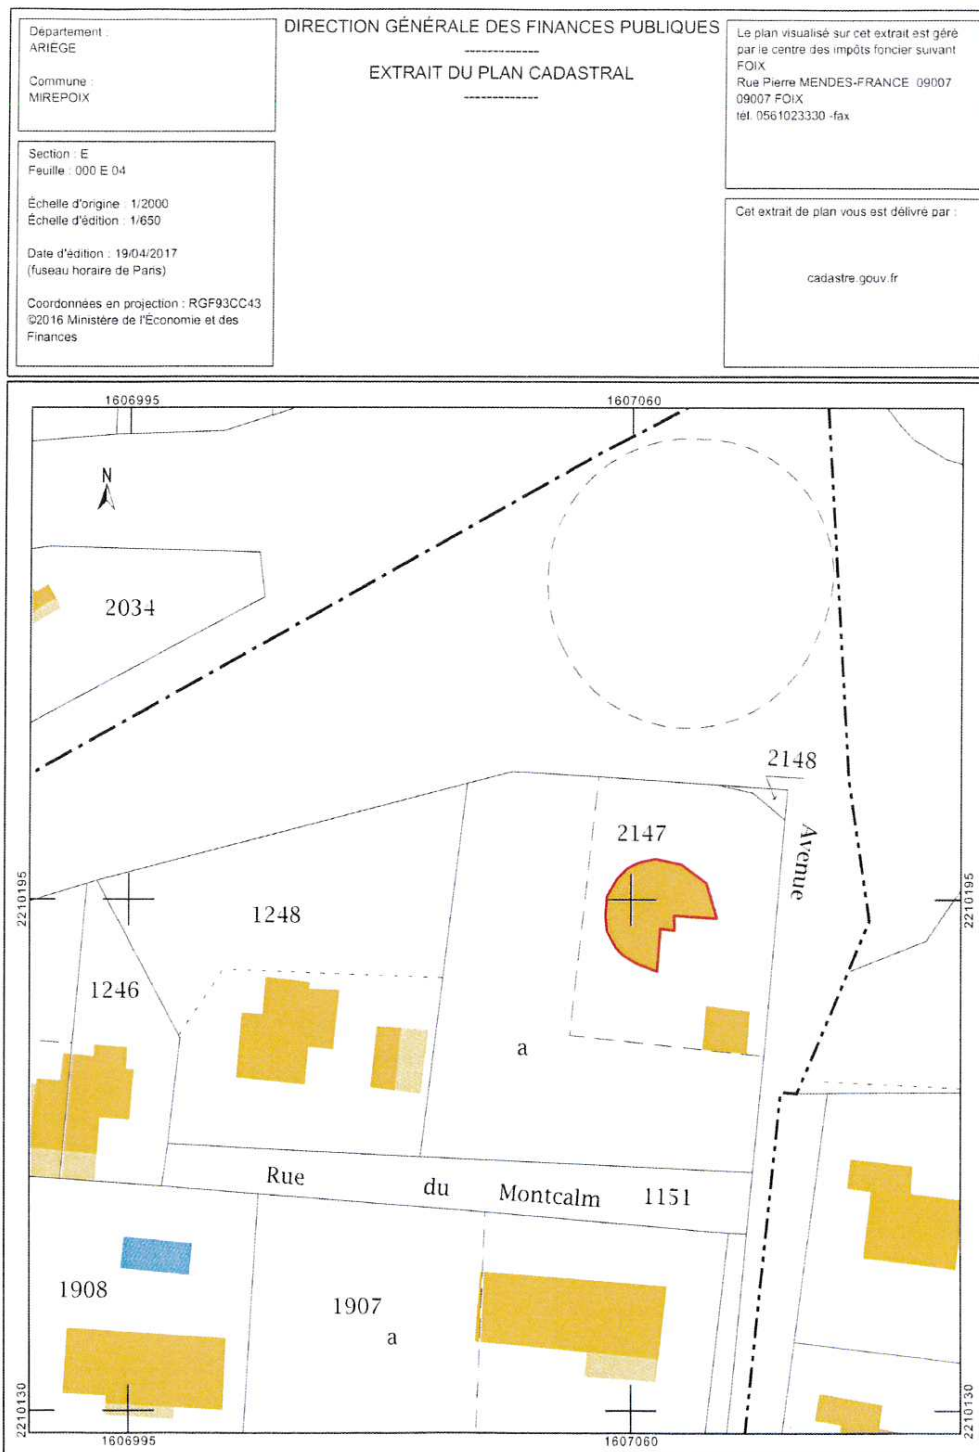 Département :
ARIEGE
Commune :
MIREPOIX
Section : E
Feuille : 000 E 04
Échelle d'origine : 1/2000
Échelle d'édition : 1/650
Date d'édition : 19/04/2017
(fuseau horaire de Paris)
Coordonnées en projection : RGF93CC43
©2016 Ministère de l'Économie et des
Finances
DIRECTION GÉNÉRALE DES FINANCES PUBLIQUES
-------------
EXTRAIT DU PLAN CADASTRAL
-------------
Le plan visualisé sur cet extrait est géré
par le centre des impôts foncier suivant :
FOIX
Rue Pierre MENDES-FRANCE 09007
09007 FOIX
tél. 0561023330 -fax
Cet extrait de plan vous est délivré par :
cadastre.gouv.fr
1606995
1607060
N
2034
2148
2147
Avenue
2210195
2210195
1248
1246
a
Rue du Montcalm 1151
1908
1907
a
2210130
2210130
1606995
1607060